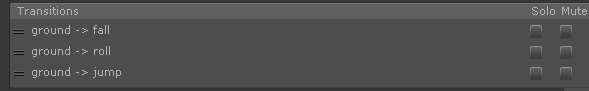 Transitions Solo Mute
ground -> fall
ground -> roll
ground -> jump